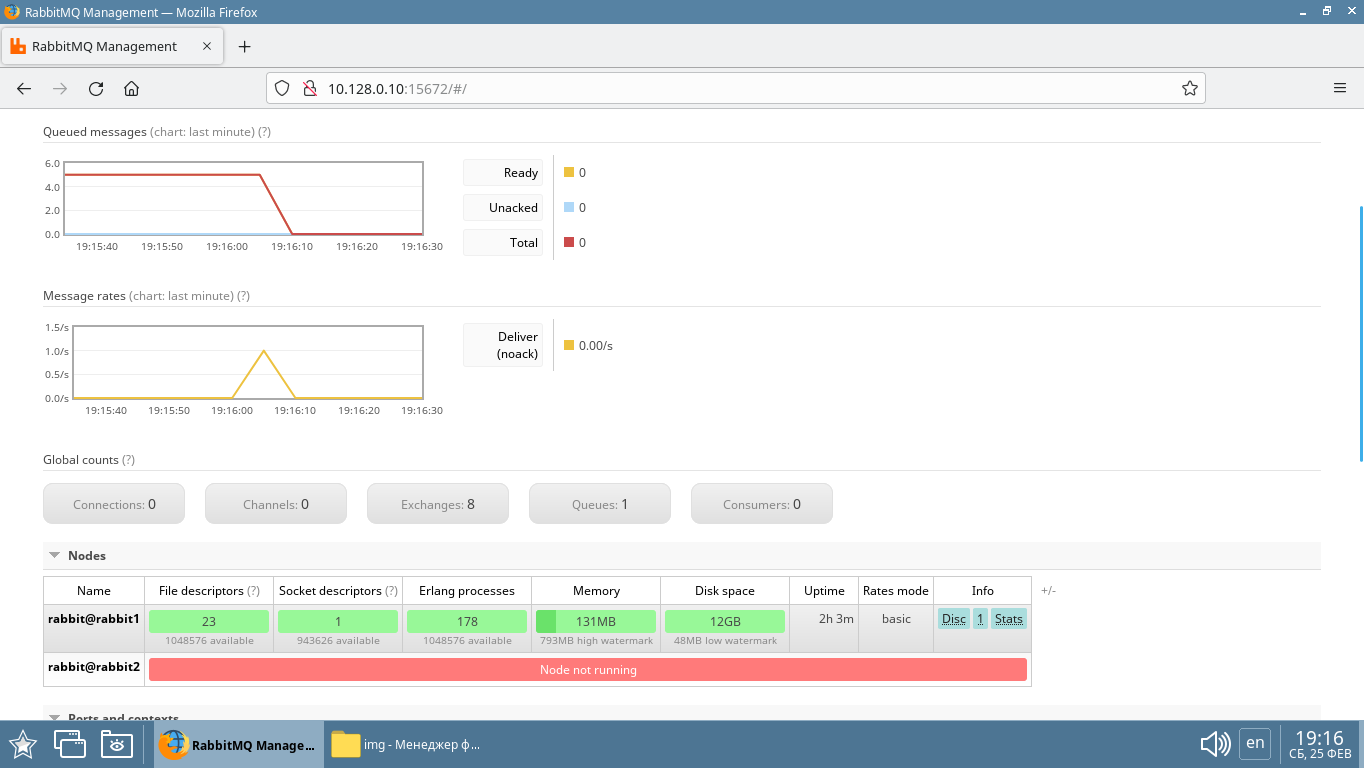 RabbitMQ Management — Mozilla Firefox
RabbitMQ Management
10.128.0.10:15672/#/
Queued messages (chart: last minute) (?)
6.0
4.0
2.0
0.0
19:15:40 19:15:50 19:16:00 19:16:10 19:16:20 19:16:30
Ready 0
Unacked 0
Total 0
Message rates (chart: last minute) (?)
1.5/s
1.0/s
0.5/s
0.0/s
19:15:40 19:15:50 19:16:00 19:16:10 19:16:20 19:16:30
Deliver
(noack)
0.00/s
Global counts (?)
Connections: 0 Channels: 0 Exchanges: 8 Queues: 1 Consumers: 0
Nodes
Name File descriptors (?) Socket descriptors (?) Erlang processes Memory Disk space Uptime Rates mode Info +/-
rabbit@rabbit1 23 1 178 131MB 12GB 2h 3m basic Disc 1 Stats
1048576 available 943626 available 1048576 available 793MB high watermark 48MB low watermark
rabbit@rabbit2 Node not running
Ports and contexts
RabbitMQ Manage... img - Менеджер ф... en 19:16
СБ, 25 ФЕВ